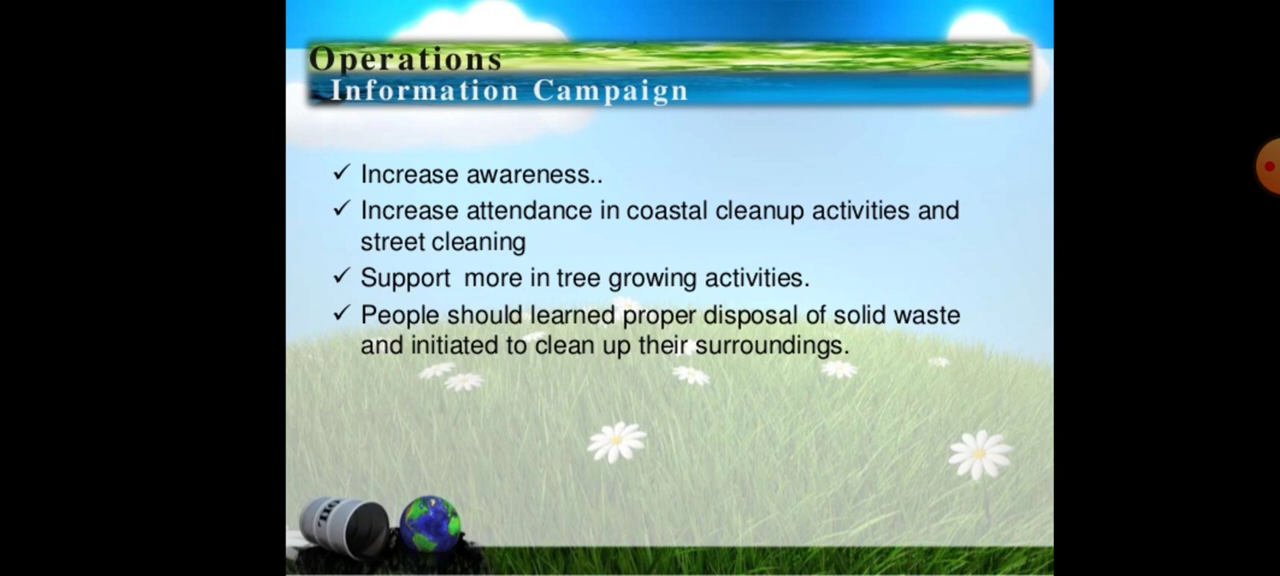 Operations
Information Campaign
✓ Increase awareness..
✓ Increase attendance in coastal cleanup activities and
street cleaning
✓ Support more in tree growing activities.
✓ People should learned proper disposal of solid waste
and initiated to clean up their surroundings.
OIL